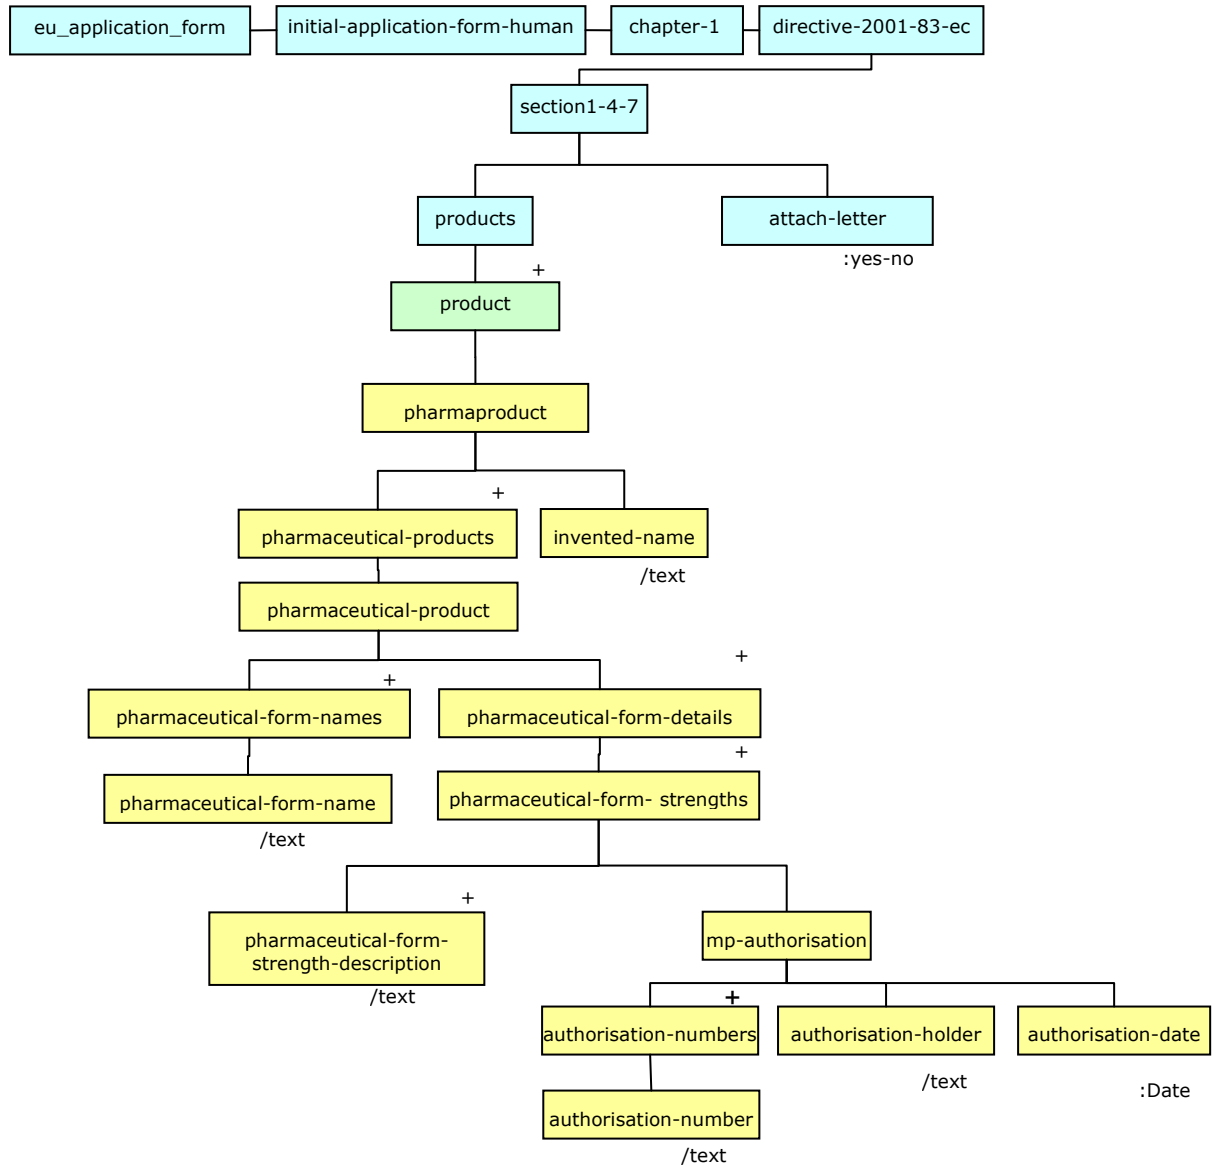 eu_application_form
initial-application-form-human
chapter-1
directive-2001-83-ec
section1-4-7
products
attach-letter
:yes-no
+
product
pharmaproduct
+
pharmaceutical-products
invented-name
/text
pharmaceutical-product
+
+
pharmaceutical-form-names
pharmaceutical-form-details
+
pharmaceutical-form-name
pharmaceutical-form- strengths
/text
+
pharmaceutical-form-
strength-description
/text
mp-authorisation
+
authorisation-numbers
authorisation-holder
authorisation-date
/text
:Date
authorisation-number
/text